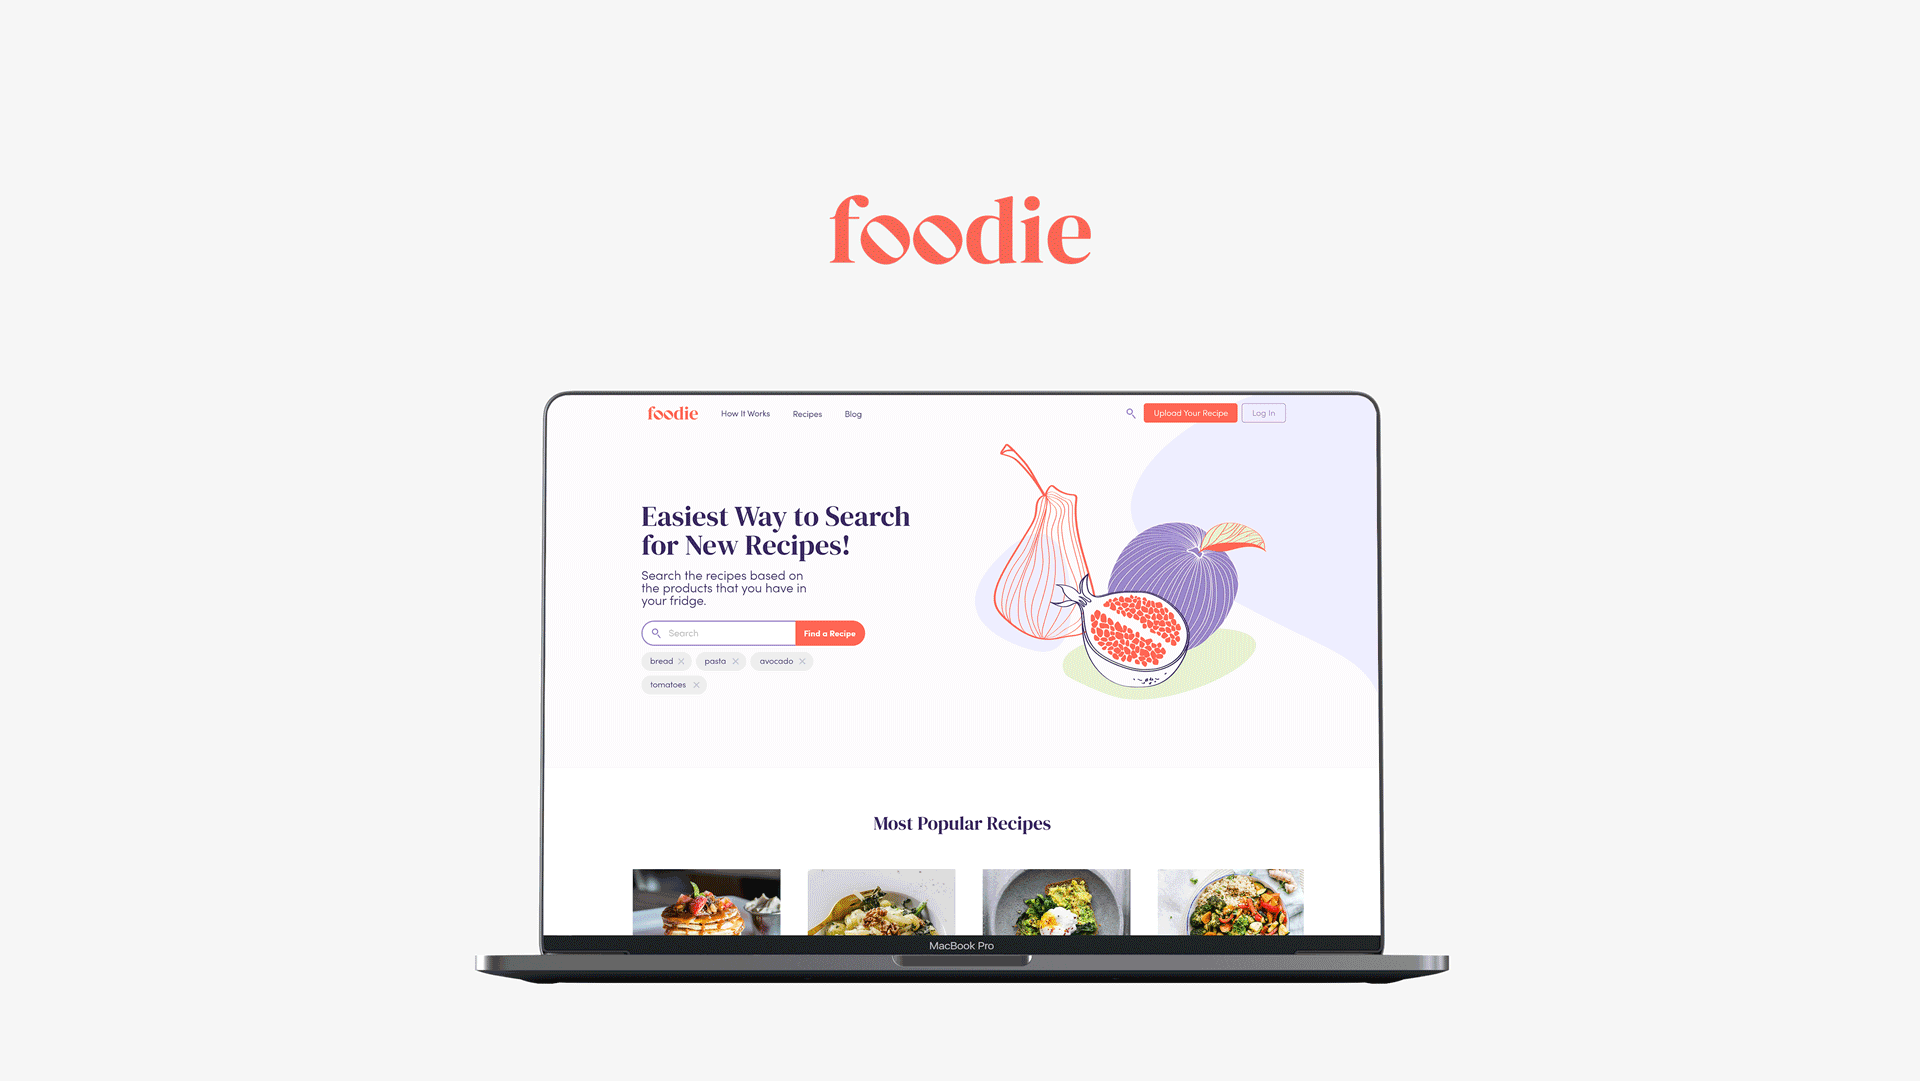 foodie
foodie
How It Works
Recipes
Blog
Upload Your Recipe
Log In
Easiest Way to Search
for New Recipes!
Search the recipes based on
the products that you have in
your fridge.
Search
Find a Recipe
bread
pasta
avocado
tomatoes
Most Popular Recipes
MacBook Pro